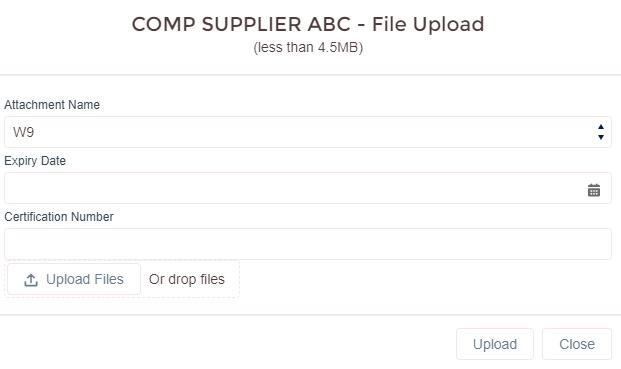 COMP SUPPLIER ABC - File Upload
(less than 4.5MB)
Attachment Name
W9
Expiry Date
Certification Number
Upload Files Or drop files
Upload Close